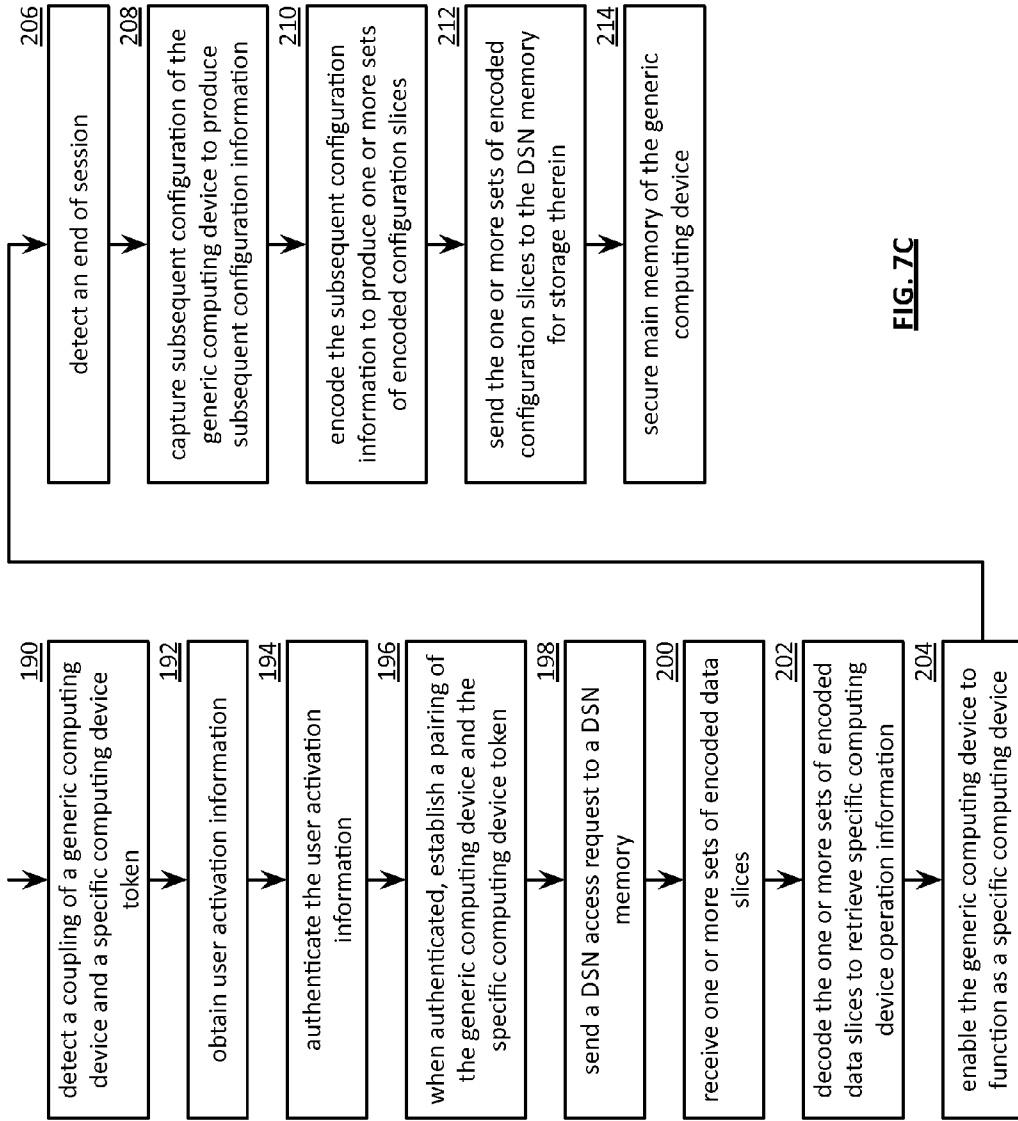 190
detect a coupling of a generic computing
device and a specific computing device
token
192
obtain user activation information
194
authenticate the user activation
information
196
when authenticated, establish a pairing of
the generic computing device and the
specific computing device token
198
send a DSN access request to a DSN
memory
200
receive one or more sets of encoded data
slices
202
decode the one or more sets of encoded
data slices to retrieve specific computing
device operation information
204
enable the generic computing device to
function as a specific computing device
206
detect an end of session
208
capture subsequent configuration of the
generic computing device to produce
subsequent configuration information
210
encode the subsequent configuration
information to produce one or more sets
of encoded configuration slices
212
send the one or more sets of encoded
configuration slices to the DSN memory
for storage therein
214
secure main memory of the generic
computing device
FIG. 7C